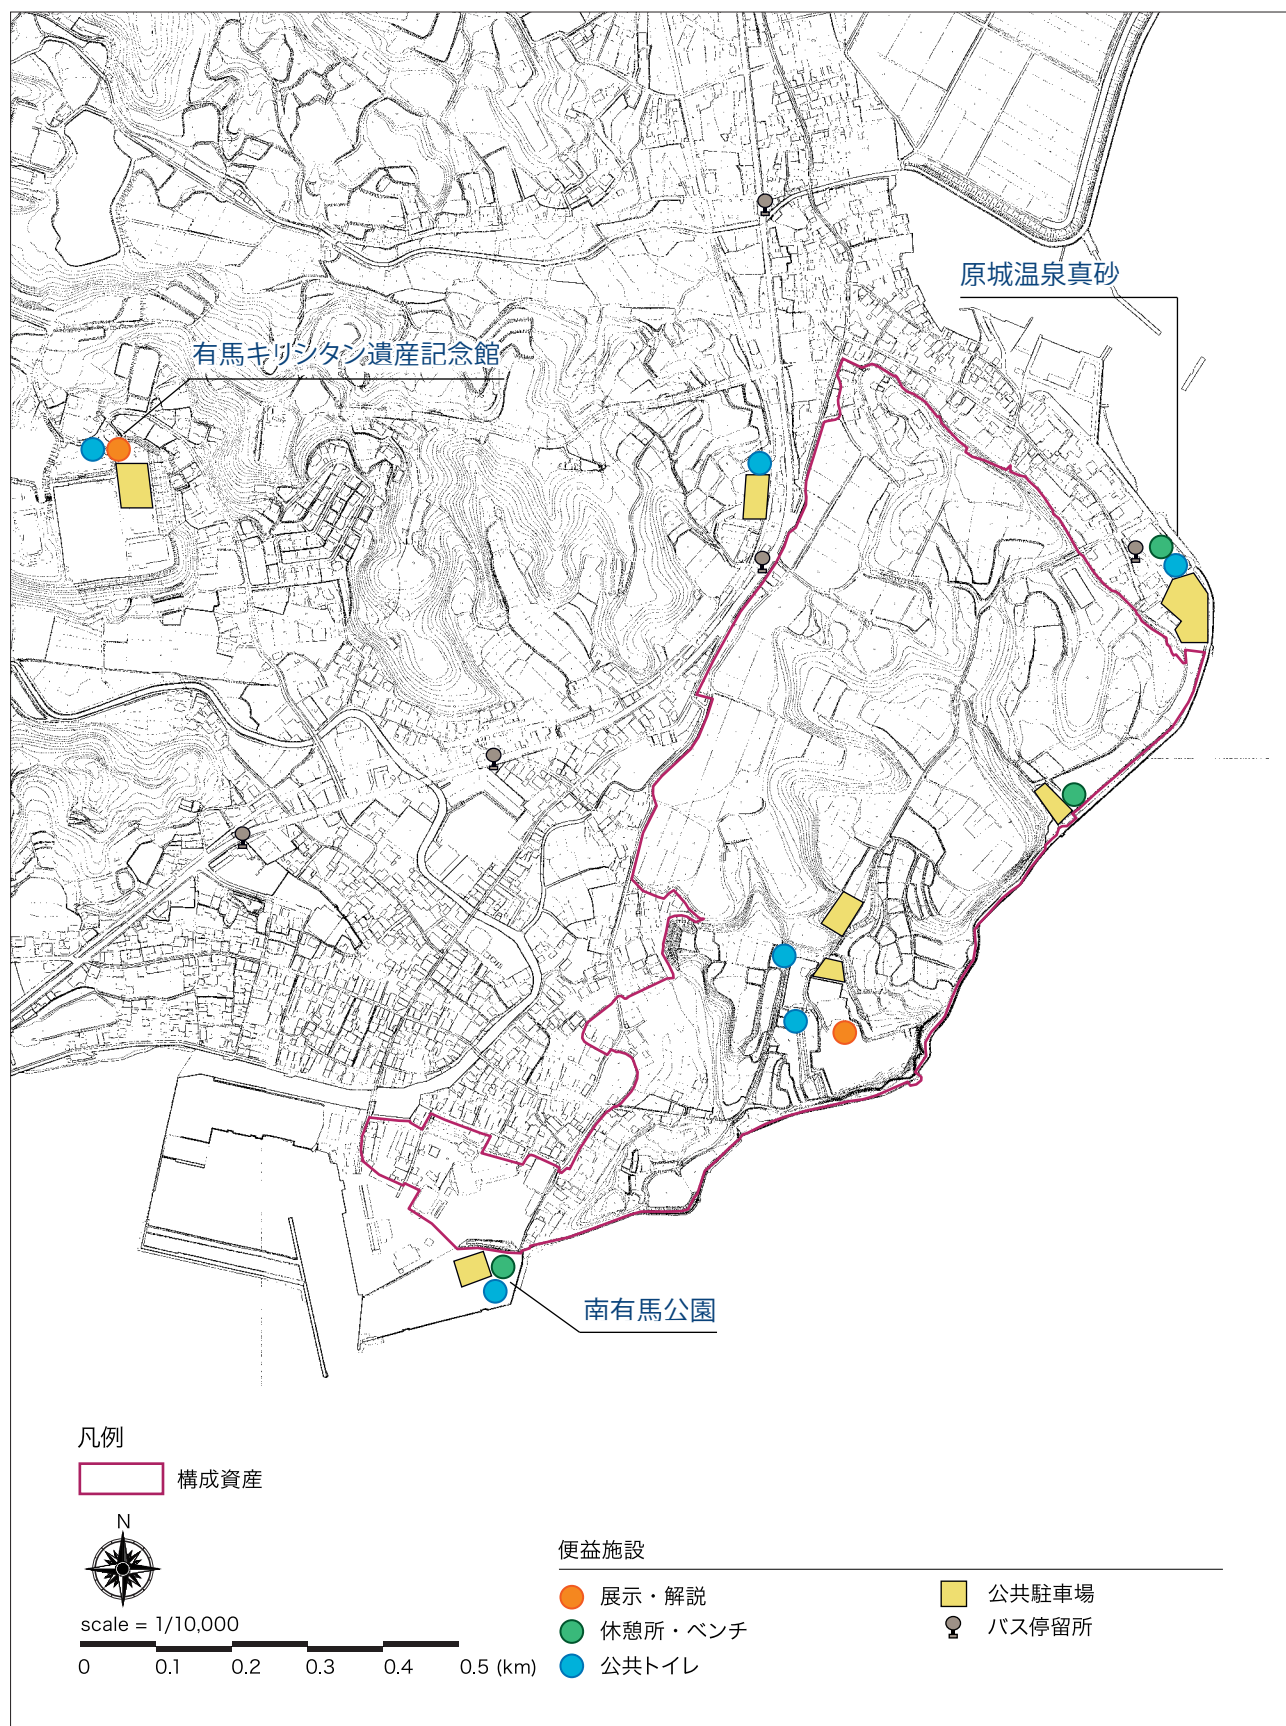 原城温泉真砂
有馬キリシタン遺産記念館
南有馬公園
凡例
構成資産
N
scale = 1/10,000
0 0.1 0.2 0.3 0.4 0.5 (km)
便益施設
展示・解説
休憩所・ベンチ
公共トイレ
公共駐車場
バス停留所